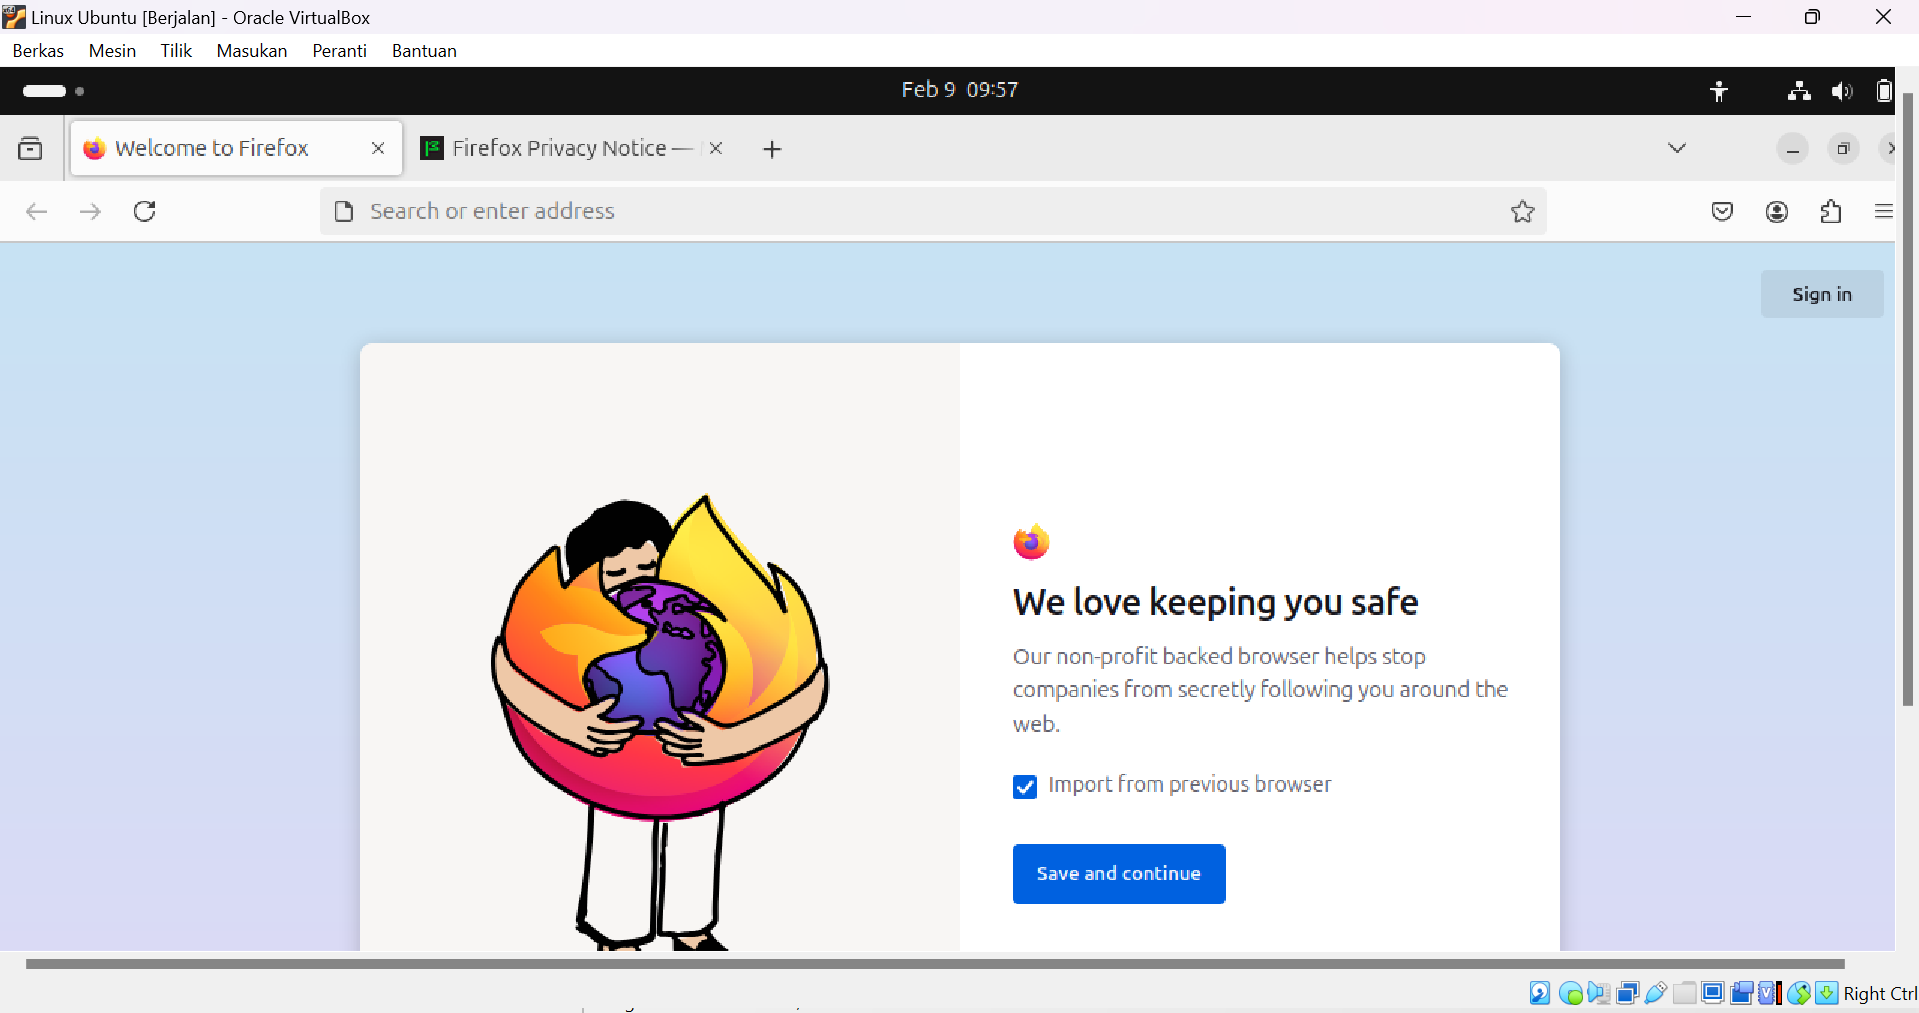 Linux Ubuntu [Berjalan] - Oracle VirtualBox
Berkas Mesin Tilik Masukan Peranti Bantuan
Feb 9 09:57
Welcome to Firefox
Firefox Privacy Notice —
Search or enter address
Sign in
We love keeping you safe
Our non-profit backed browser helps stop
companies from secretly following you around the
web.
Import from previous browser
Save and continue
Right Ctrl